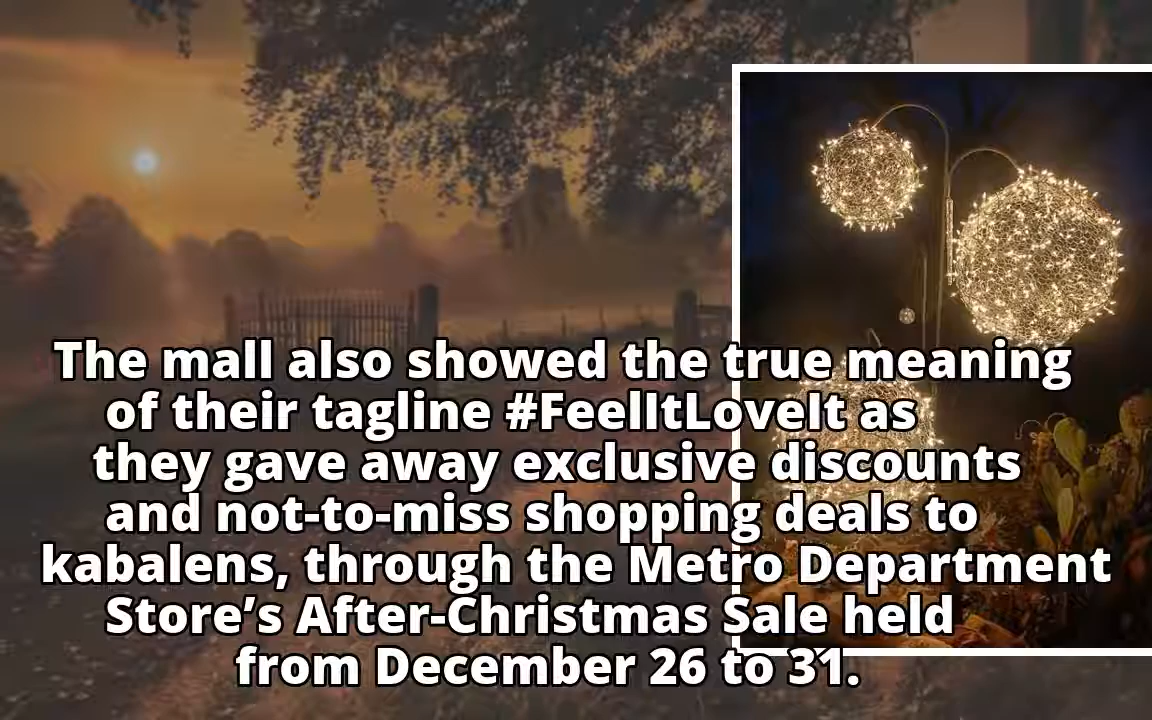 The mall also showed the true meaning
of their tagline #FeelItLoveIt as
they gave away exclusive discounts
and not-to-miss shopping deals to
kabalens, through the Metro Department
Store’s After-Christmas Sale held
from December 26 to 31.